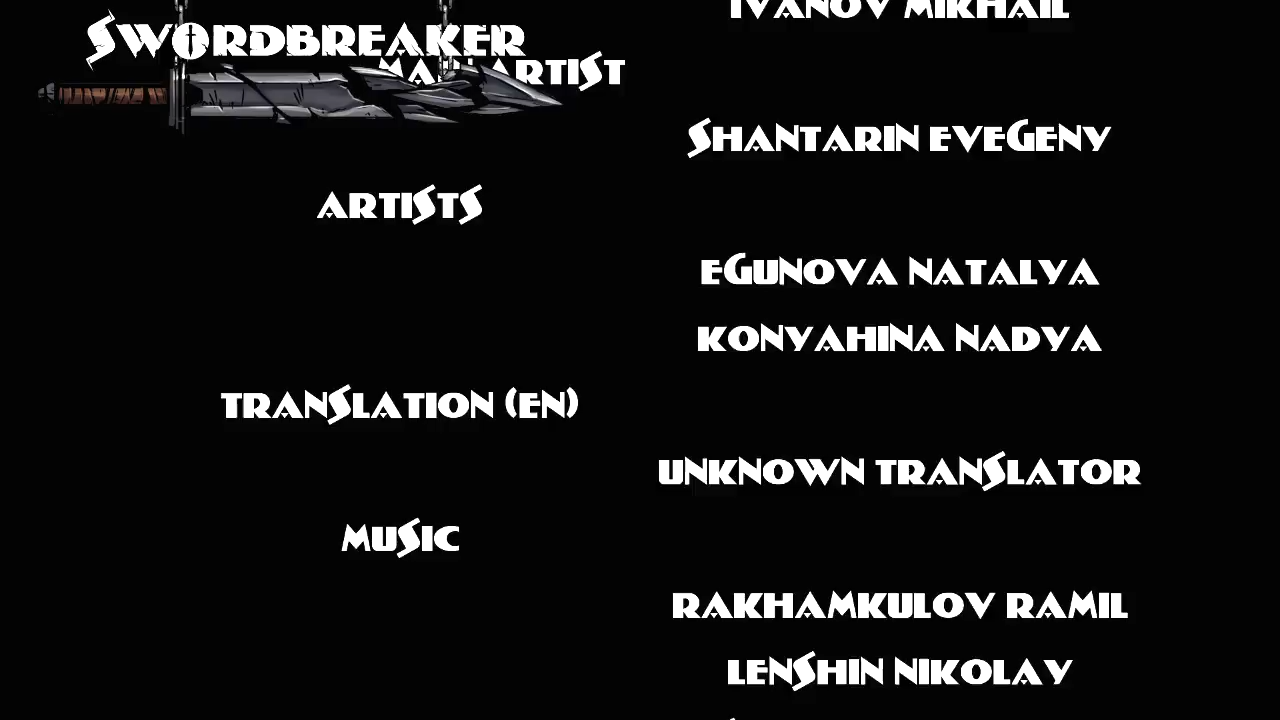 IVANOV MIKHAIL
SWORDBREAKER
MAIN ARTIST
SHANTARIN EVEGENY
ARTISTS
EGUNOVA NATALYA
KONYAHINA NADYA
TRANSLATION (EN)
UNKNOWN TRANSLATOR
MUSIC
RAKHAMKULOV RAMIL
LENSHIN NIKOLAY